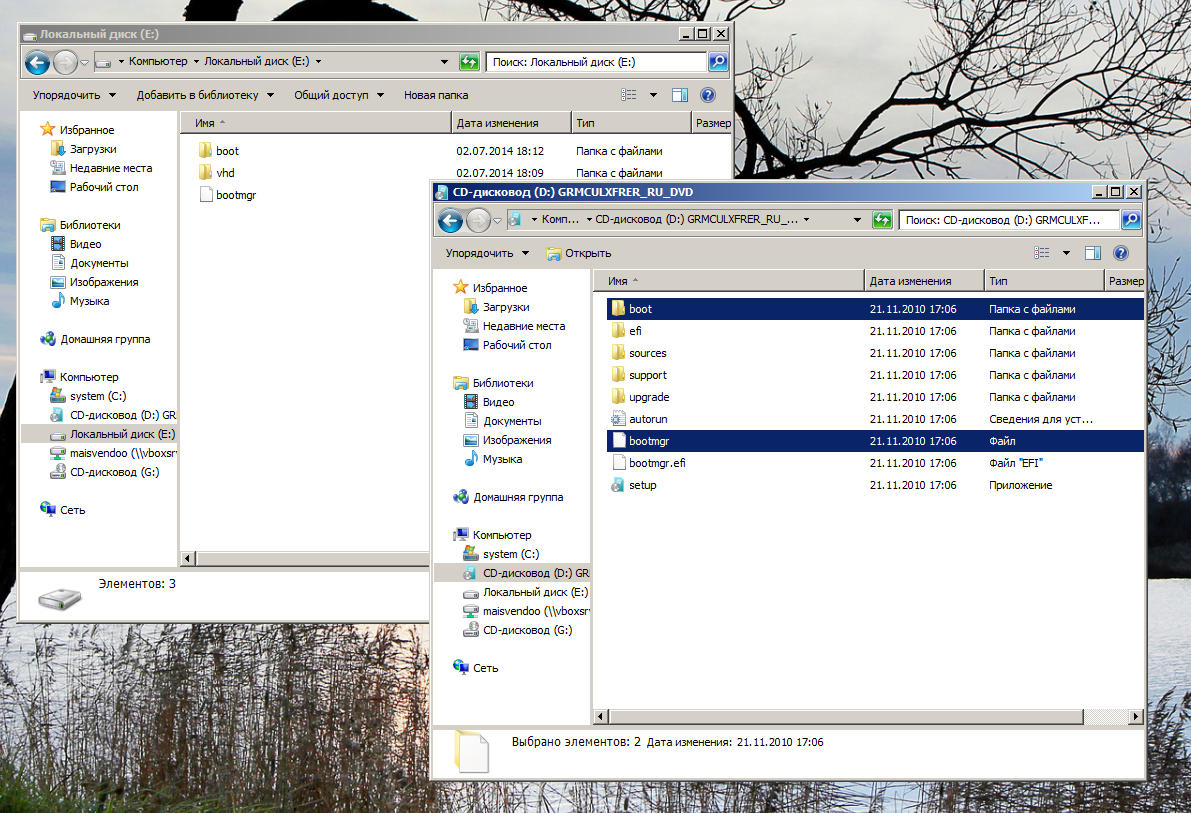 Локальный диск (E:)
Компьютер Локальный диск (E:) Поиск: Локальный диск (E:)
Упорядочить Добавить в библиотеку Общий доступ Новая папка
Избранное
Загрузки
Недавние места
Рабочий стол
Библиотеки
Видео
Документы
Изображения
Музыка
Домашняя группа
Компьютер
system (C:)
CD-дисковод (D:) GR
Локальный диск (E:)
maisvendoo (\\vboxsr
CD-дисковод (G:)
Сеть
Имя Дата изменения Тип Размер
boot 02.07.2014 18:12 Папка с файлами
vhd 02.07.2014 18:09 Папка с файлами
bootmgr
Элементов: 3
CD-дисковод (D:) GRMCULXFRER_RU_DVD
Комп... CD-дисковод (D:) GRMCULXFRER_RU_... Поиск: CD-дисковод (D:) GRMCULXF...
Упорядочить Открыть
Избранное
Загрузки
Недавние места
Рабочий стол
Библиотеки
Видео
Документы
Изображения
Музыка
Домашняя группа
Компьютер
system (C:)
CD-дисковод (D:) GR
Локальный диск (E:)
maisvendoo (\\vboxsr
CD-дисковод (G:)
Сеть
Имя Дата изменения Тип Размер
boot 21.11.2010 17:06 Папка с файлами
efi 21.11.2010 17:06 Папка с файлами
sources 21.11.2010 17:06 Папка с файлами
support 21.11.2010 17:06 Папка с файлами
upgrade 21.11.2010 17:06 Папка с файлами
autorun 21.11.2010 17:06 Сведения для уст...
bootmgr 21.11.2010 17:06 Файл
bootmgr.efi 21.11.2010 17:06 Файл "EFI"
setup 21.11.2010 17:06 Приложение
Выбрано элементов: 2 Дата изменения: 21.11.2010 17:06